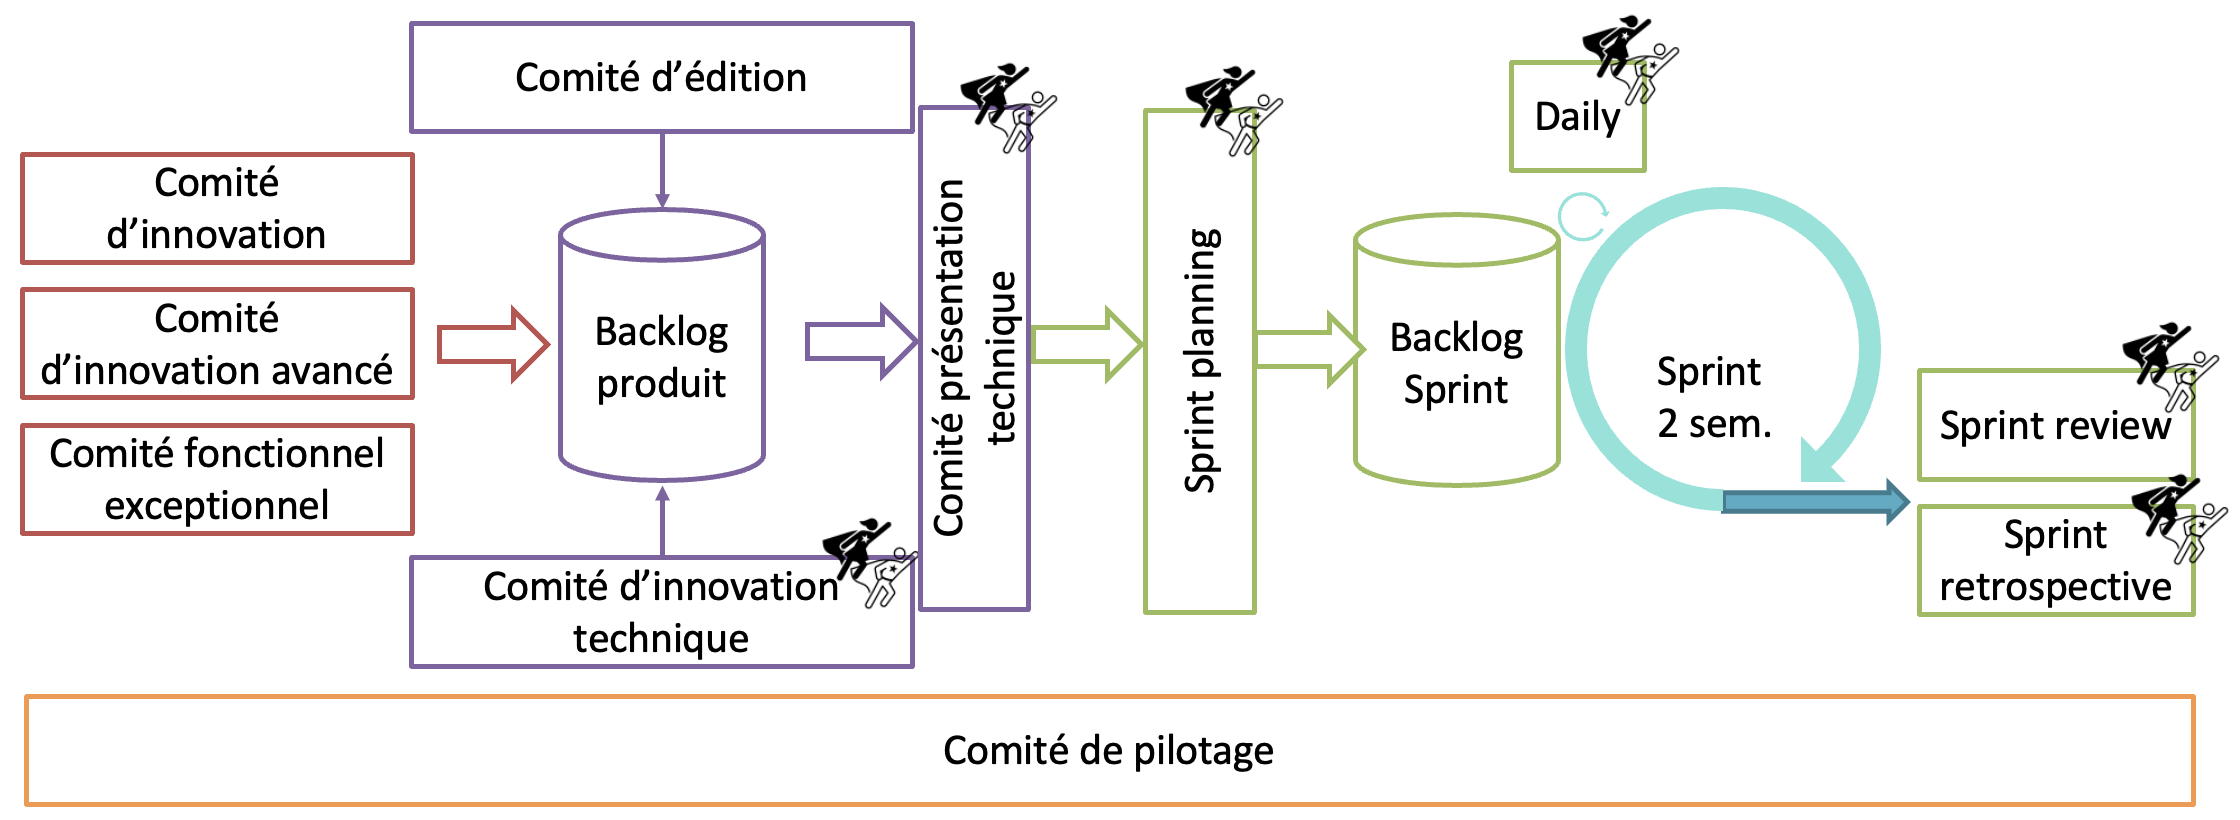 Comité d’édition
Comité
d’innovation
Comité
d’innovation avancé
Comité fonctionnel
exceptionnel
Backlog
produit
Comité d’innovation
technique
Comité présentation
technique
Sprint planning
Backlog
Sprint
Daily
Sprint
2 sem.
Sprint review
Sprint
retrospective
Comité de pilotage